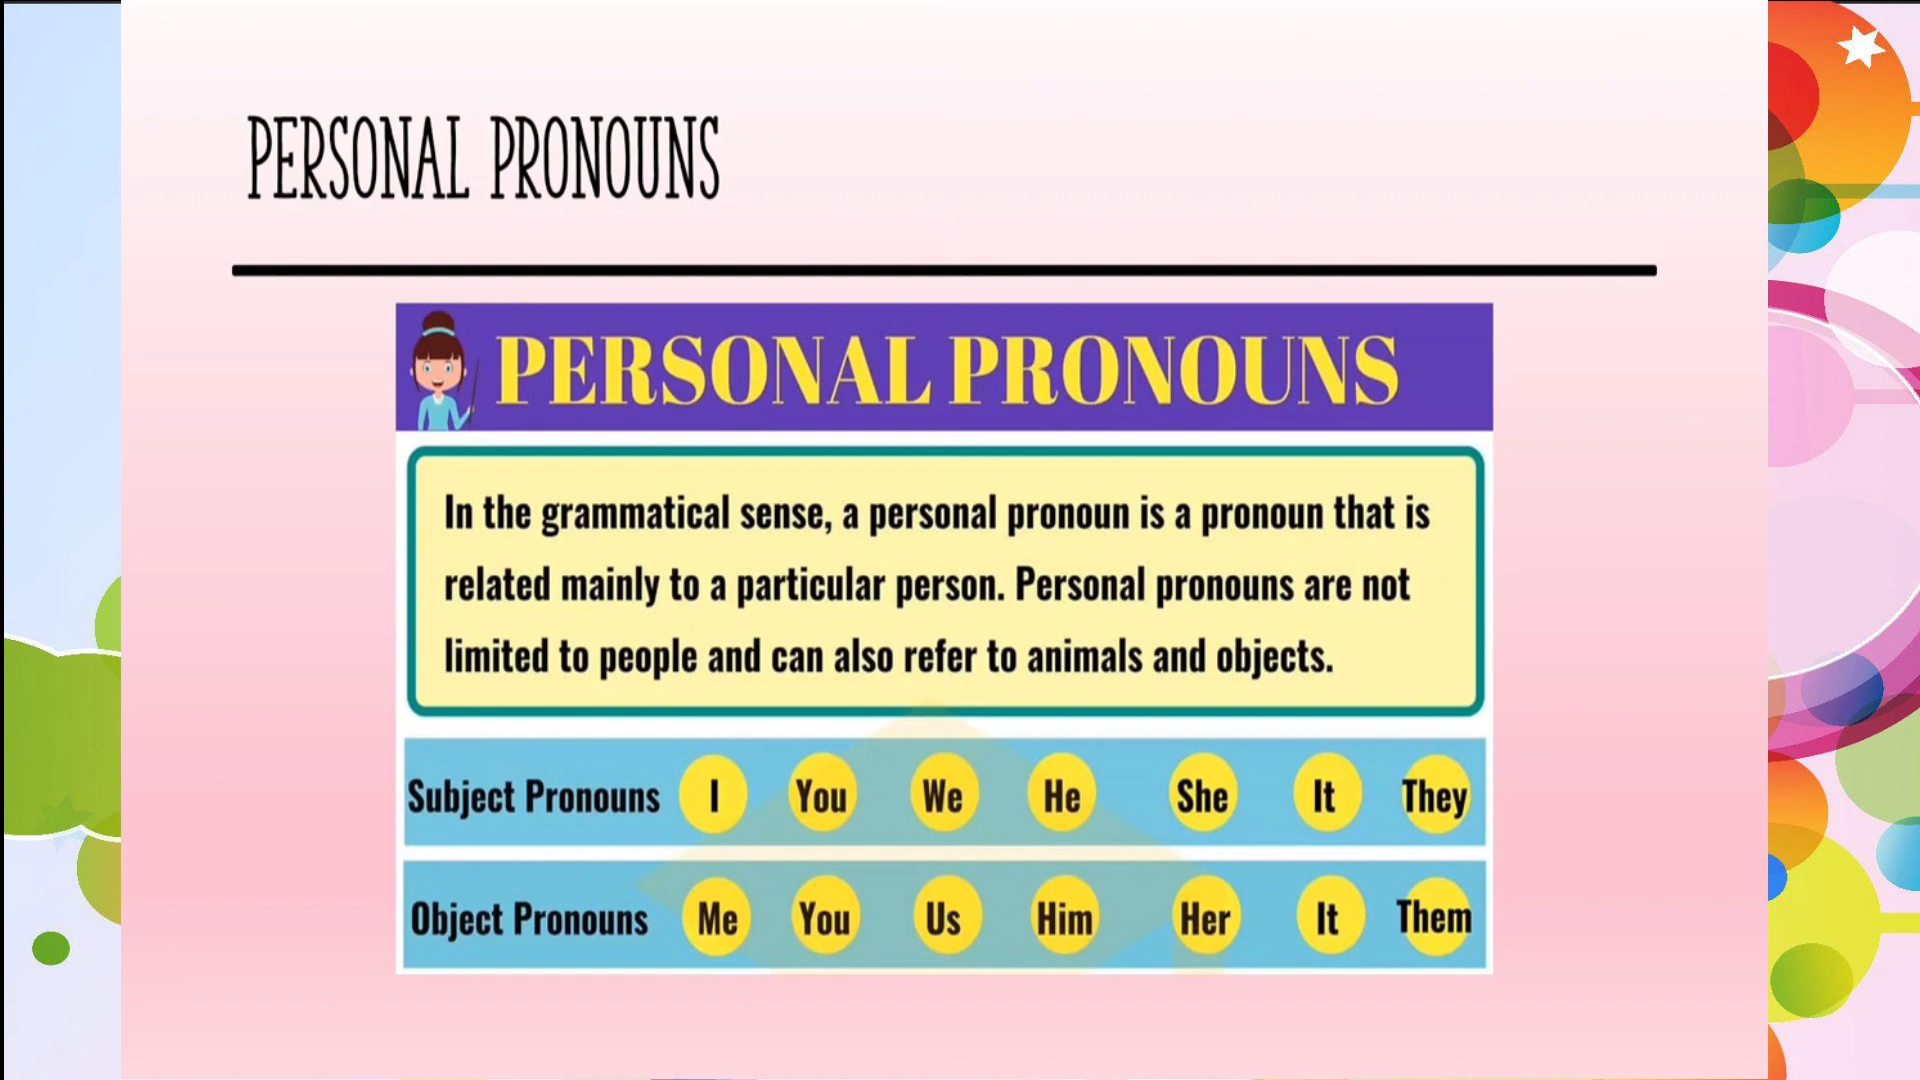 PERSONAL PRONOUNS
PERSONAL PRONOUNS
In the grammatical sense, a personal pronoun is a pronoun that is
related mainly to a particular person. Personal pronouns are not
limited to people and can also refer to animals and objects.
Subject Pronouns I You We He She It They
Object Pronouns Me You Us Him Her It Them